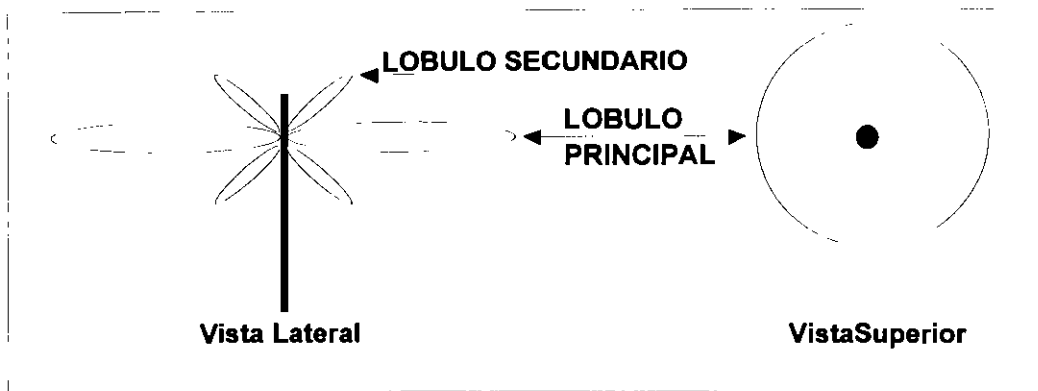 LOBULO SECUNDARIO
LOBULO
PRINCIPAL
Vista Lateral
VistaSuperior